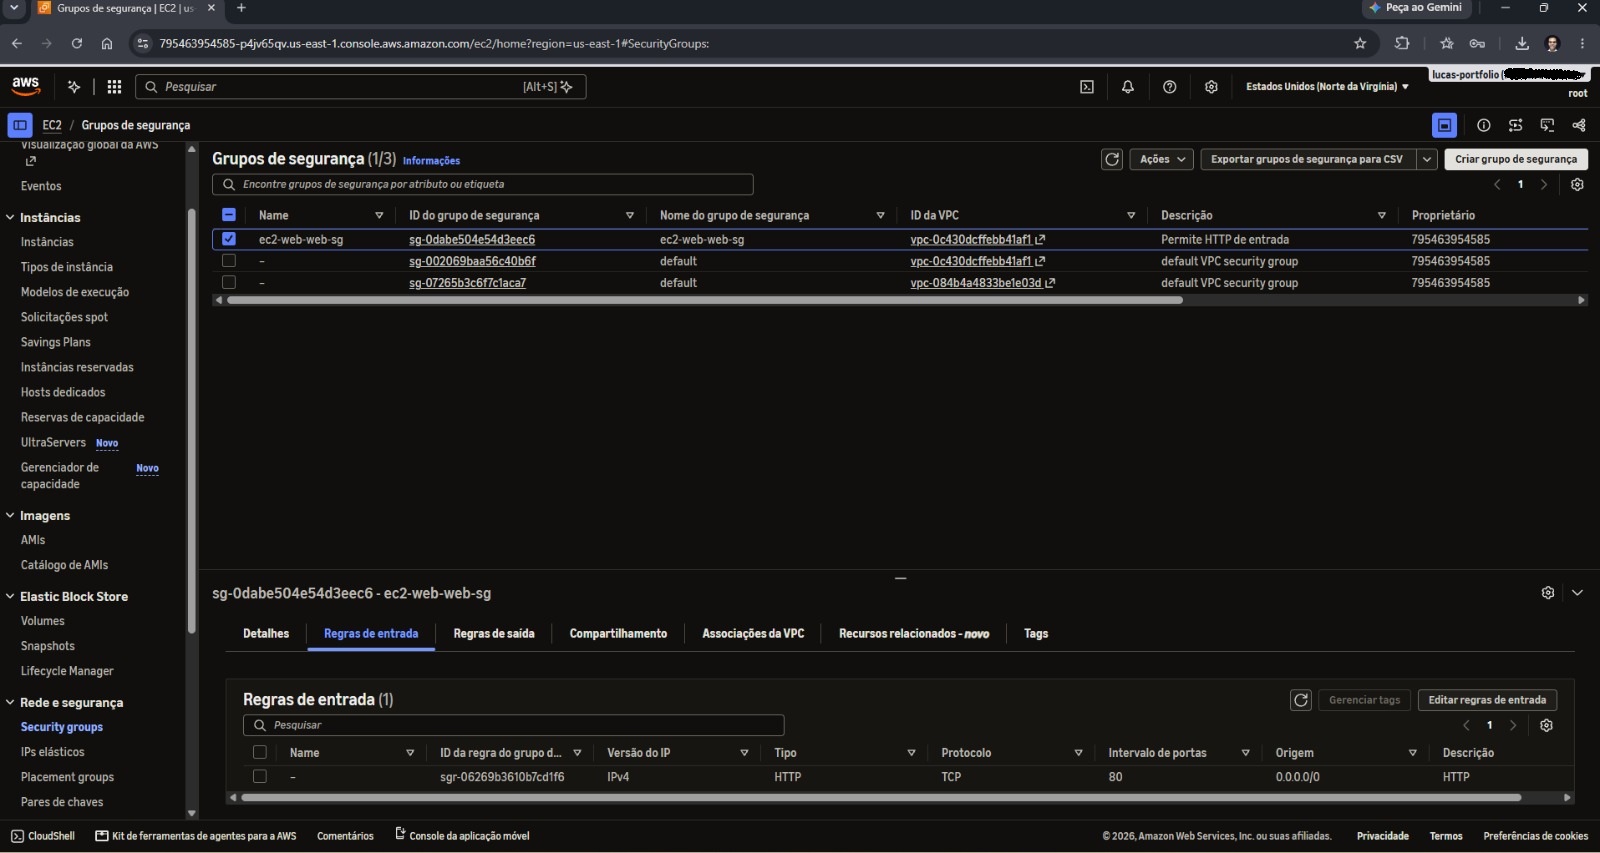 Grupos de segurança | EC2 | us-
Peça ao Gemini
795463954585-p4jv65qv.us-east-1.console.aws.amazon.com/ec2/home?region=us-east-1#SecurityGroups:
aws
Pesquisar
[Alt+S]
Estados Unidos (Norte da Virgínia)
lucas-portfolio (
root
EC2 / Grupos de segurança
Visualização global da AWS
Eventos
Instâncias
Instâncias
Tipos de instância
Modelos de execução
Solicitações spot
Savings Plans
Instâncias reservadas
Hosts dedicados
Reservas de capacidade
UltraServers Novo
Gerenciador de capacidade Novo
Imagens
AMIs
Catálogo de AMIs
Elastic Block Store
Volumes
Snapshots
Lifecycle Manager
Rede e segurança
Security groups
IPs elásticos
Placement groups
Pares de chaves
Grupos de segurança (1/3) Informações
Ações
Exportar grupos de segurança para CSV
Criar grupo de segurança
Encontre grupos de segurança por atributo ou etiqueta
1
Name ID do grupo de segurança Nome do grupo de segurança ID da VPC Descrição Proprietário
ec2-web-web-sg sg-0dabe504e54d3eec6 ec2-web-web-sg vpc-0c430dcffebb41af1 Permite HTTP de entrada 795463954585
- sg-002069baa56c40b6f default vpc-0c430dcffebb41af1 default VPC security group 795463954585
- sg-07265b3c6f7c1aca7 default vpc-084b4a4833be1e03d default VPC security group 795463954585
sg-0dabe504e54d3eec6 - ec2-web-web-sg
Detalhes Regras de entrada Regras de saída Compartilhamento Associações da VPC Recursos relacionados - novo Tags
Regras de entrada (1)
Gerenciar tags
Editar regras de entrada
Pesquisar
1
Name ID da regra do grupo d... Versão do IP Tipo Protocolo Intervalo de portas Origem Descrição
- sgr-06269b3610b7cd1f6 IPv4 HTTP TCP 80 0.0.0.0/0 HTTP
CloudShell Kit de ferramentas de agentes para a AWS Comentários Console da aplicação móvel
© 2026, Amazon Web Services, Inc. ou suas afiliadas. Privacidade Termos Preferências de cookies